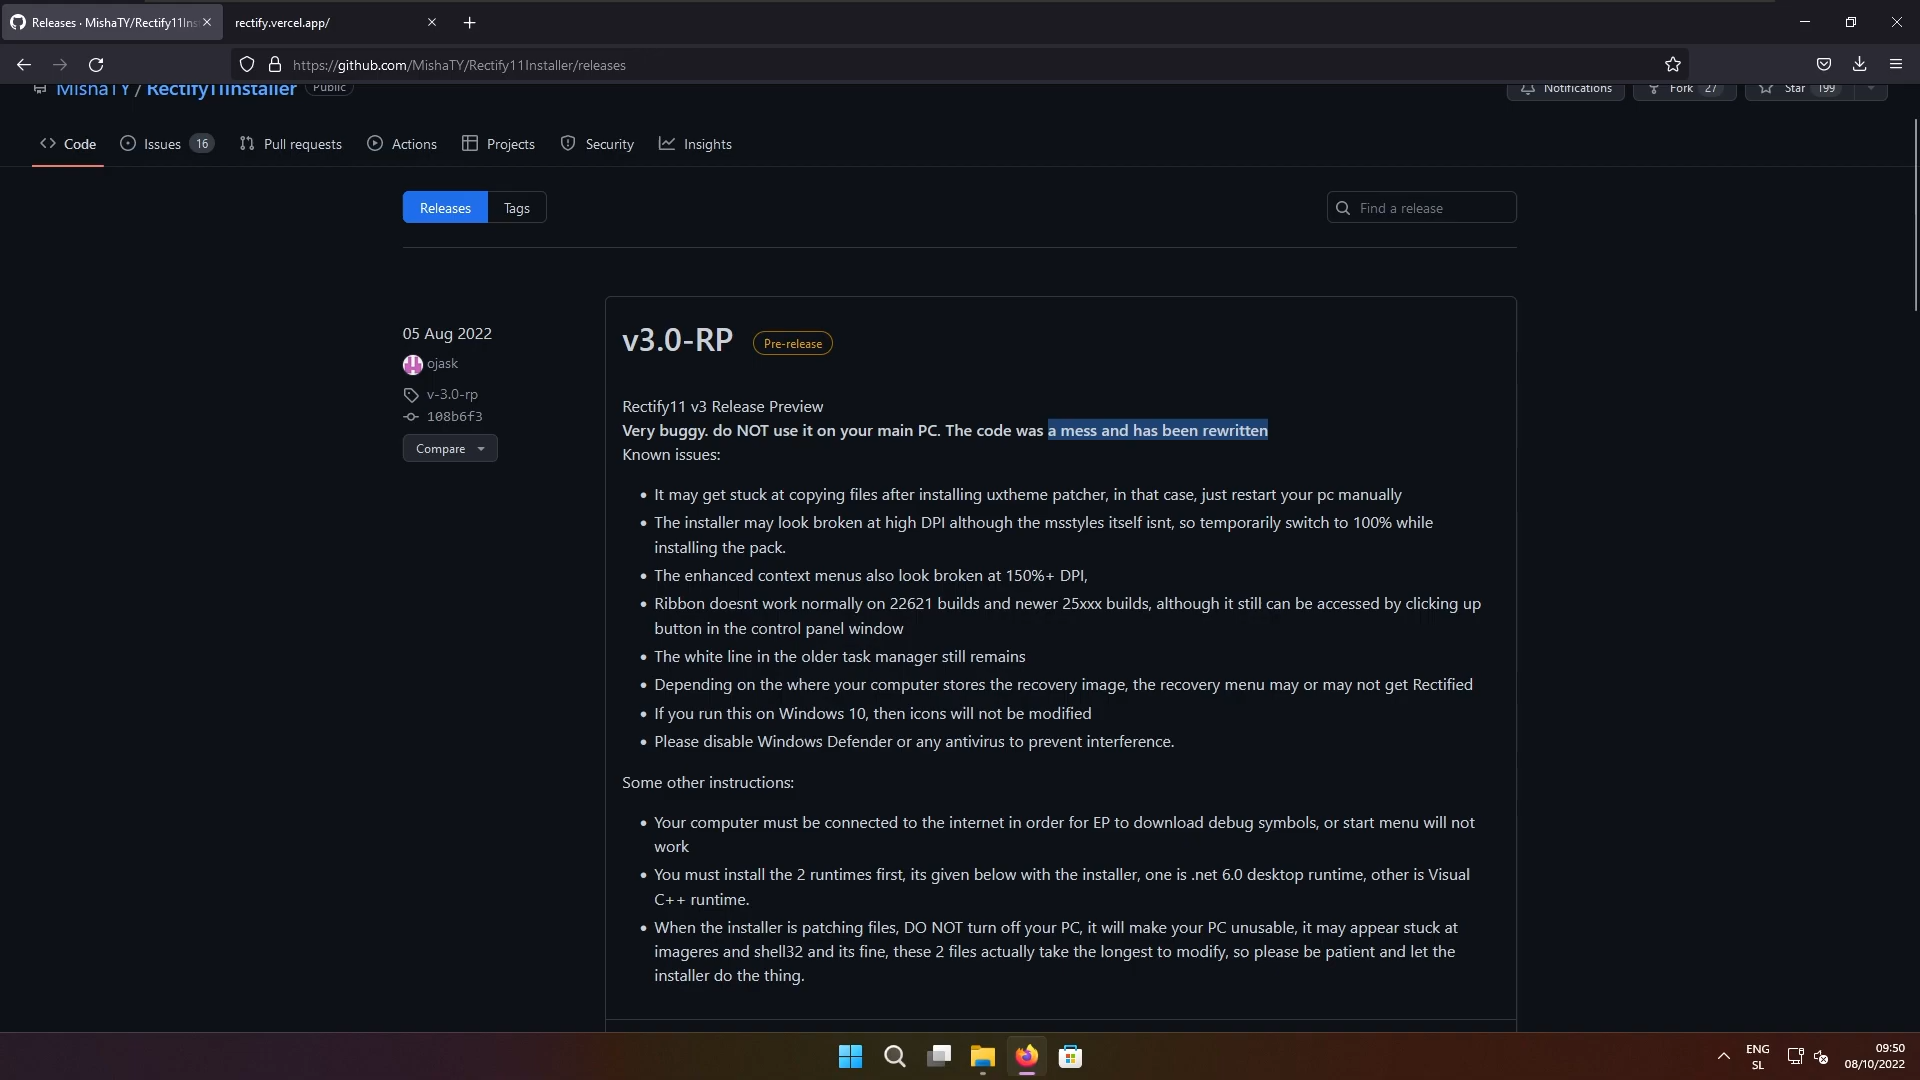 Releases · MishaTY/Rectify11Ins
rectify.vercel.app/
https://github.com/MishaTY/Rectify11Installer/releases
MishaTY / Rectify11Installer Public
Notifications
Fork 27
Star 199
Code
Issues 16
Pull requests
Actions
Projects
Security
Insights
Releases
Tags
Find a release
05 Aug 2022
ojask
v-3.0-rp
108b6f3
Compare
v3.0-RP Pre-release
Rectify11 v3 Release Preview
Very buggy. do NOT use it on your main PC. The code was a mess and has been rewritten
Known issues:
• It may get stuck at copying files after installing uxtheme patcher, in that case, just restart your pc manually
• The installer may look broken at high DPI although the msstyles itself isnt, so temporarily switch to 100% while
installing the pack.
• The enhanced context menus also look broken at 150%+ DPI,
• Ribbon doesnt work normally on 22621 builds and newer 25xxx builds, although it still can be accessed by clicking up
button in the control panel window
• The white line in the older task manager still remains
• Depending on the where your computer stores the recovery image, the recovery menu may or may not get Rectified
• If you run this on Windows 10, then icons will not be modified
• Please disable Windows Defender or any antivirus to prevent interference.
Some other instructions:
• Your computer must be connected to the internet in order for EP to download debug symbols, or start menu will not
work
• You must install the 2 runtimes first, its given below with the installer, one is .net 6.0 desktop runtime, other is Visual
C++ runtime.
• When the installer is patching files, DO NOT turn off your PC, it will make your PC unusable, it may appear stuck at
imageres and shell32 and its fine, these 2 files actually take the longest to modify, so please be patient and let the
installer do the thing.
ENG
SL
09:50
08/10/2022